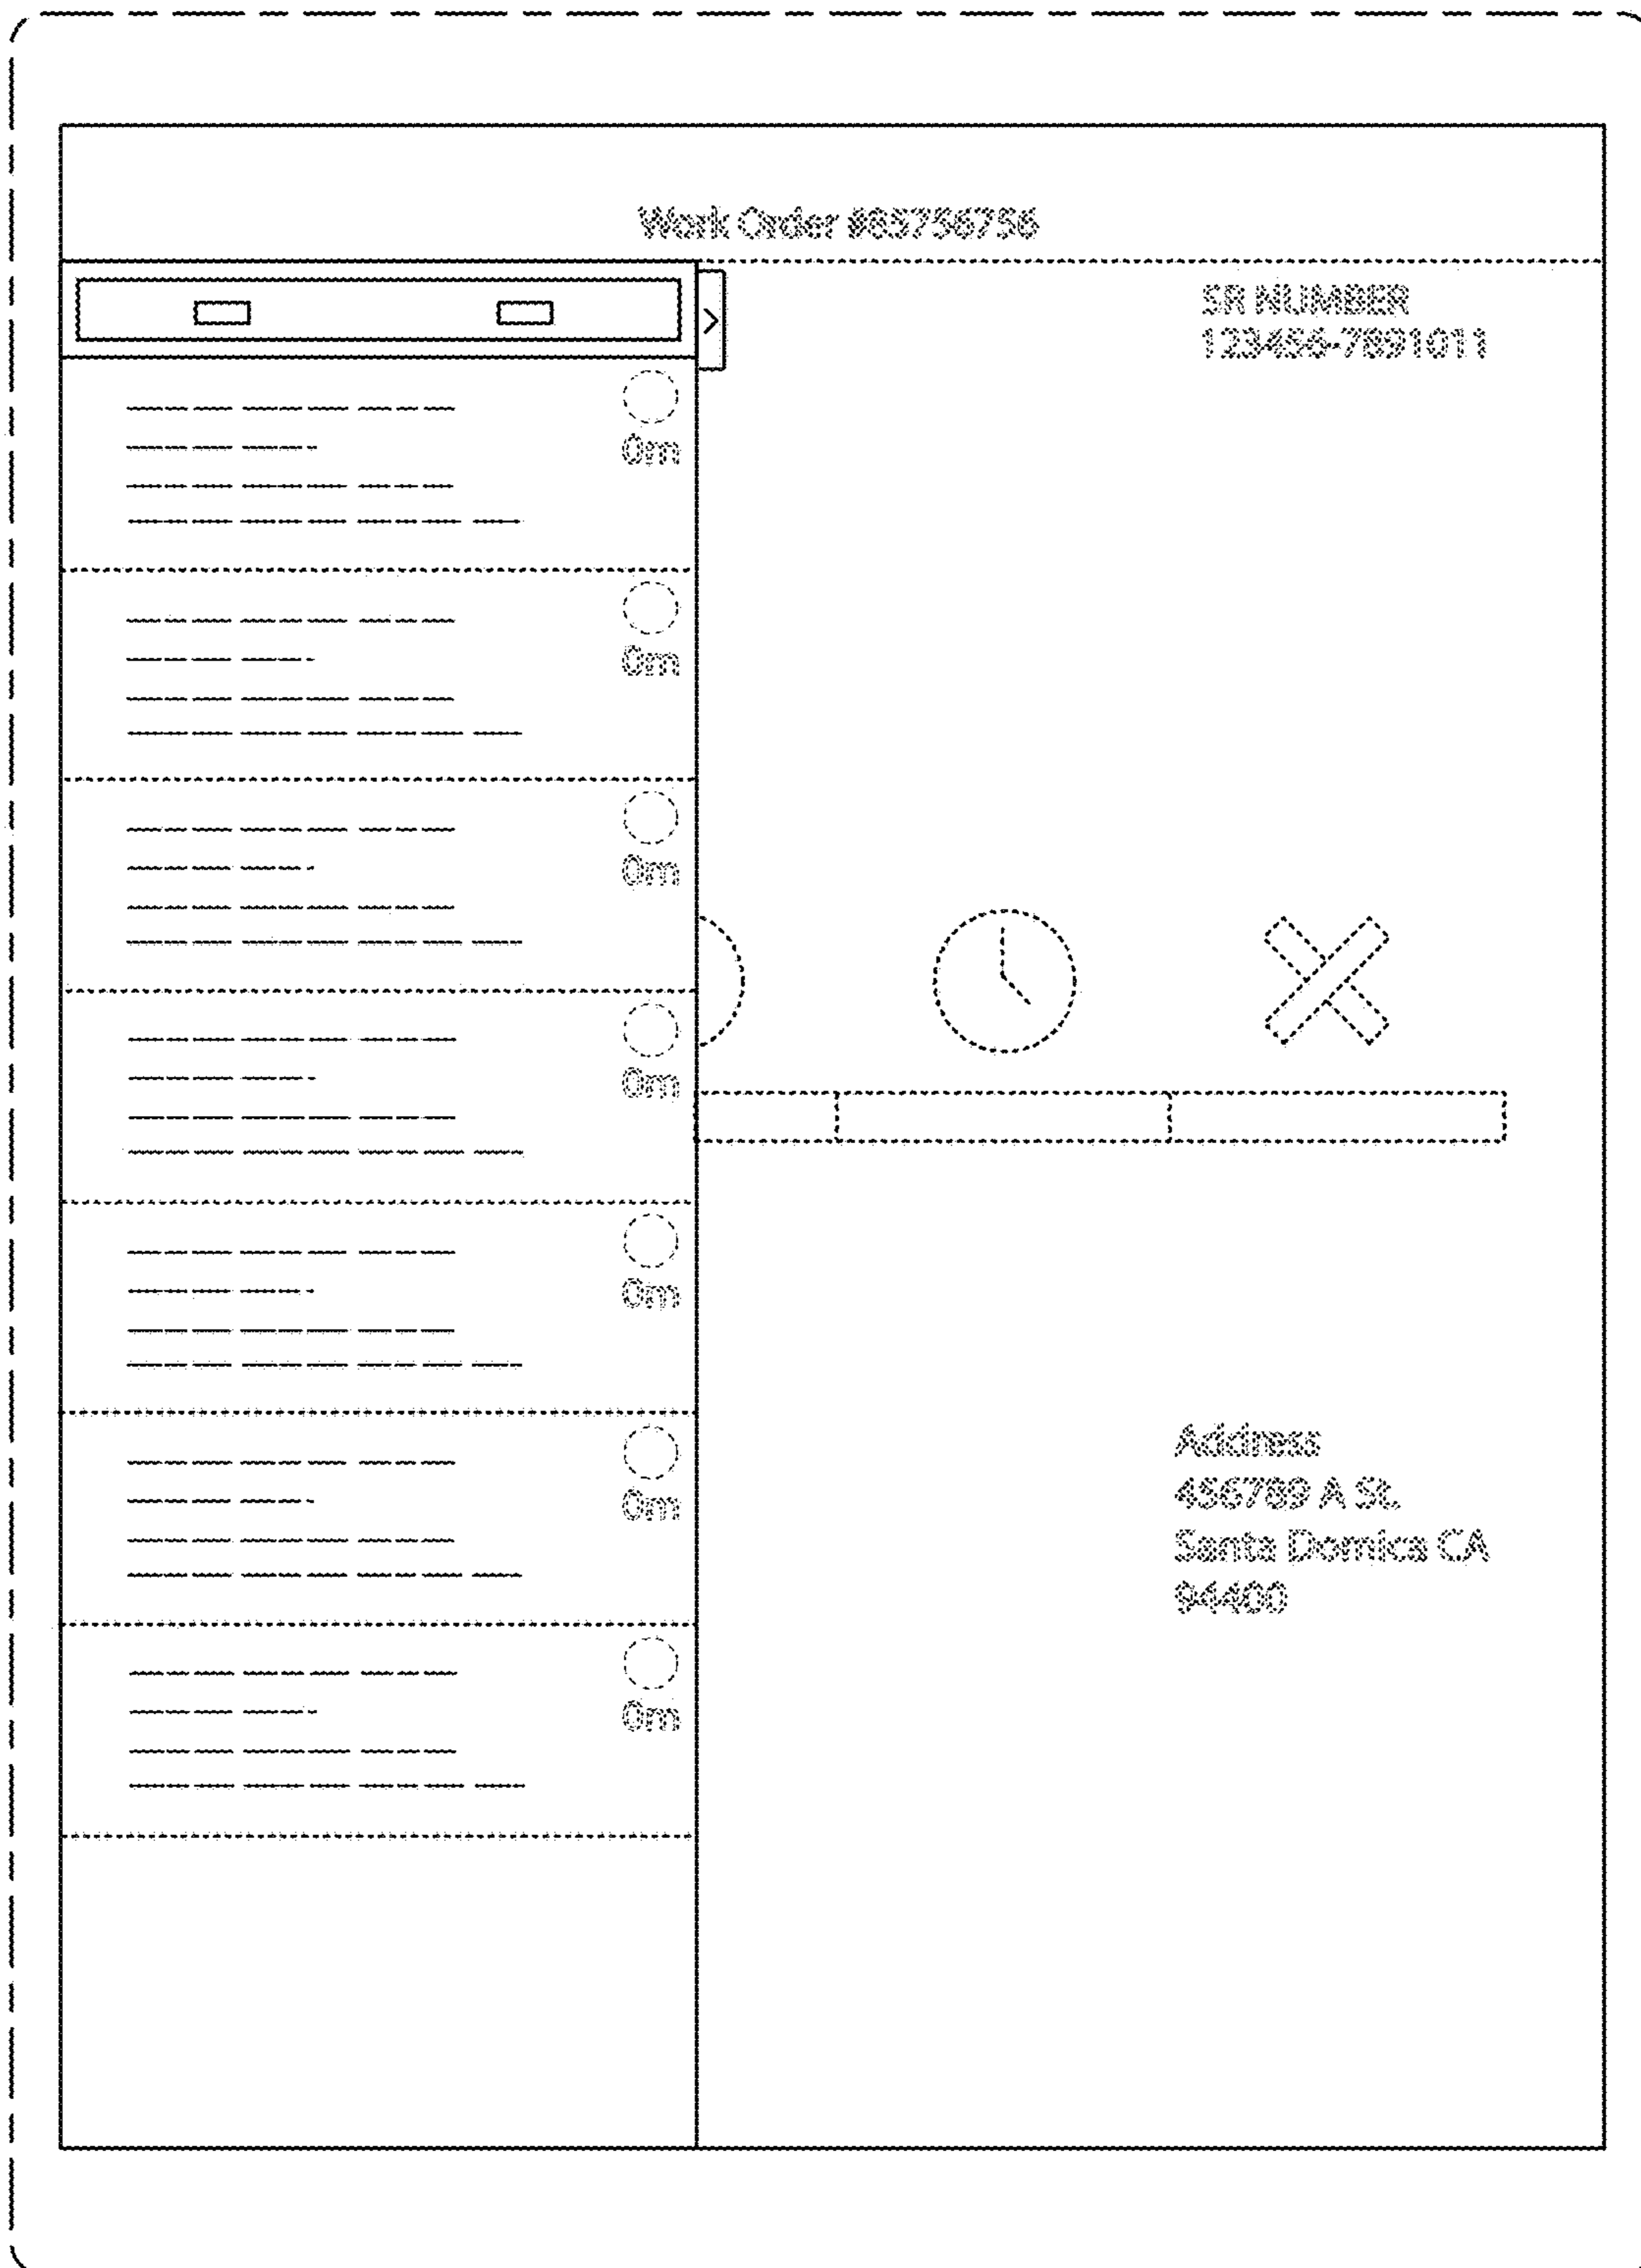 Work Order #85756756
SR NUMBER
123456-7891011
0m
0m
0m
0m
0m
0m
0m
Address
456789 A St.
Santa Domica CA
94400